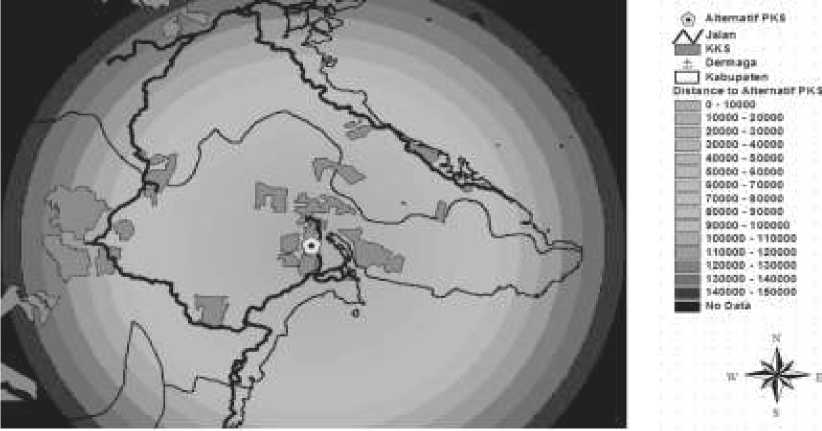 Alternatif PKS
Jalan
KKS
Dermaga
Kabupaten
Distance to Alternatif PKS
0 - 10000
10000 - 20000
20000 - 30000
30000 - 40000
40000 - 50000
50000 - 60000
60000 - 70000
70000 - 80000
80000 - 90000
90000 - 100000
100000 - 110000
110000 - 120000
120000 - 130000
130000 - 140000
140000 - 150000
No Data
N
W E
S